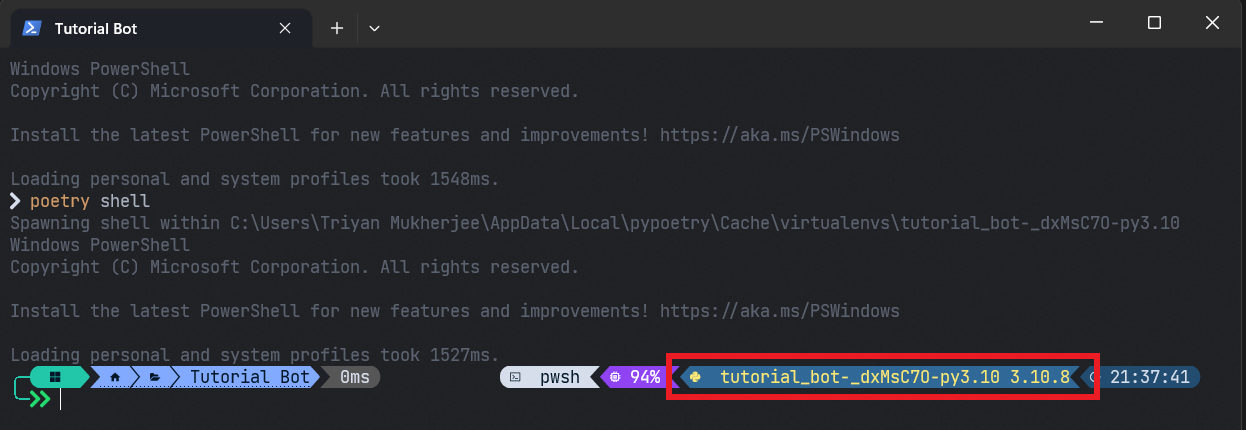 Tutorial Bot
Windows PowerShell
Copyright (C) Microsoft Corporation. All rights reserved.
Install the latest PowerShell for new features and improvements! https://aka.ms/PSWindows
Loading personal and system profiles took 1548ms.
❯ poetry shell
Spawning shell within C:\Users\Triyan Mukherjee\AppData\Local\pypoetry\Cache\virtualenvs\tutorial_bot-_dxMsC7O-py3.10
Windows PowerShell
Copyright (C) Microsoft Corporation. All rights reserved.
Install the latest PowerShell for new features and improvements! https://aka.ms/PSWindows
Loading personal and system profiles took 1527ms.
Tutorial Bot 0ms pwsh 94% tutorial_bot-_dxMsC7O-py3.10 3.10.8 21:37:41